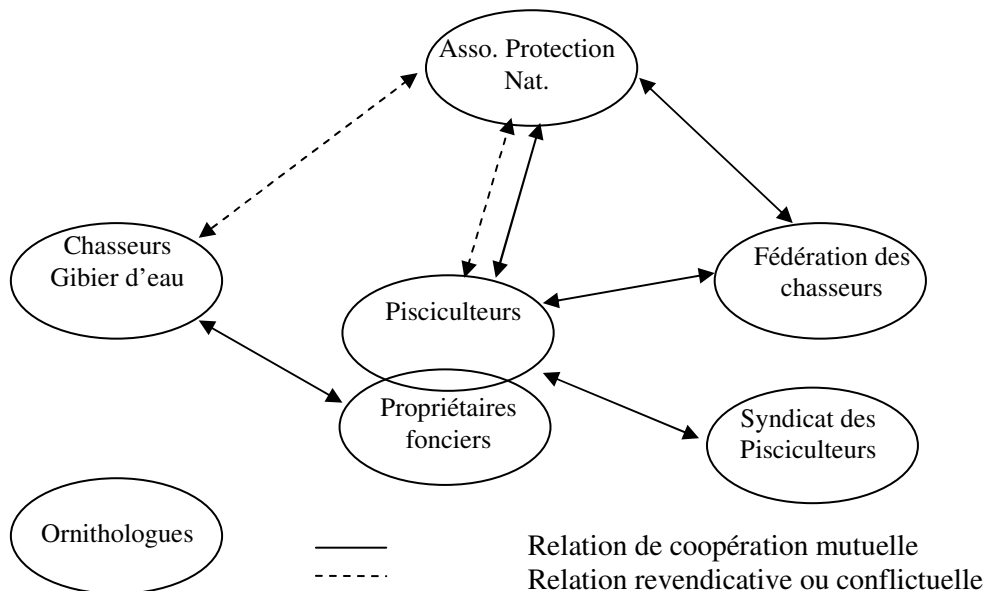 Asso. Protection
Nat.
Chasseurs
Gibier d'eau
Fédération des
chasseurs
Pisciculteurs
Propriétaires
fonciers
Syndicat des
Pisciculteurs
Ornithologues
Relation de coopération mutuelle
Relation revendicative ou conflictuelle